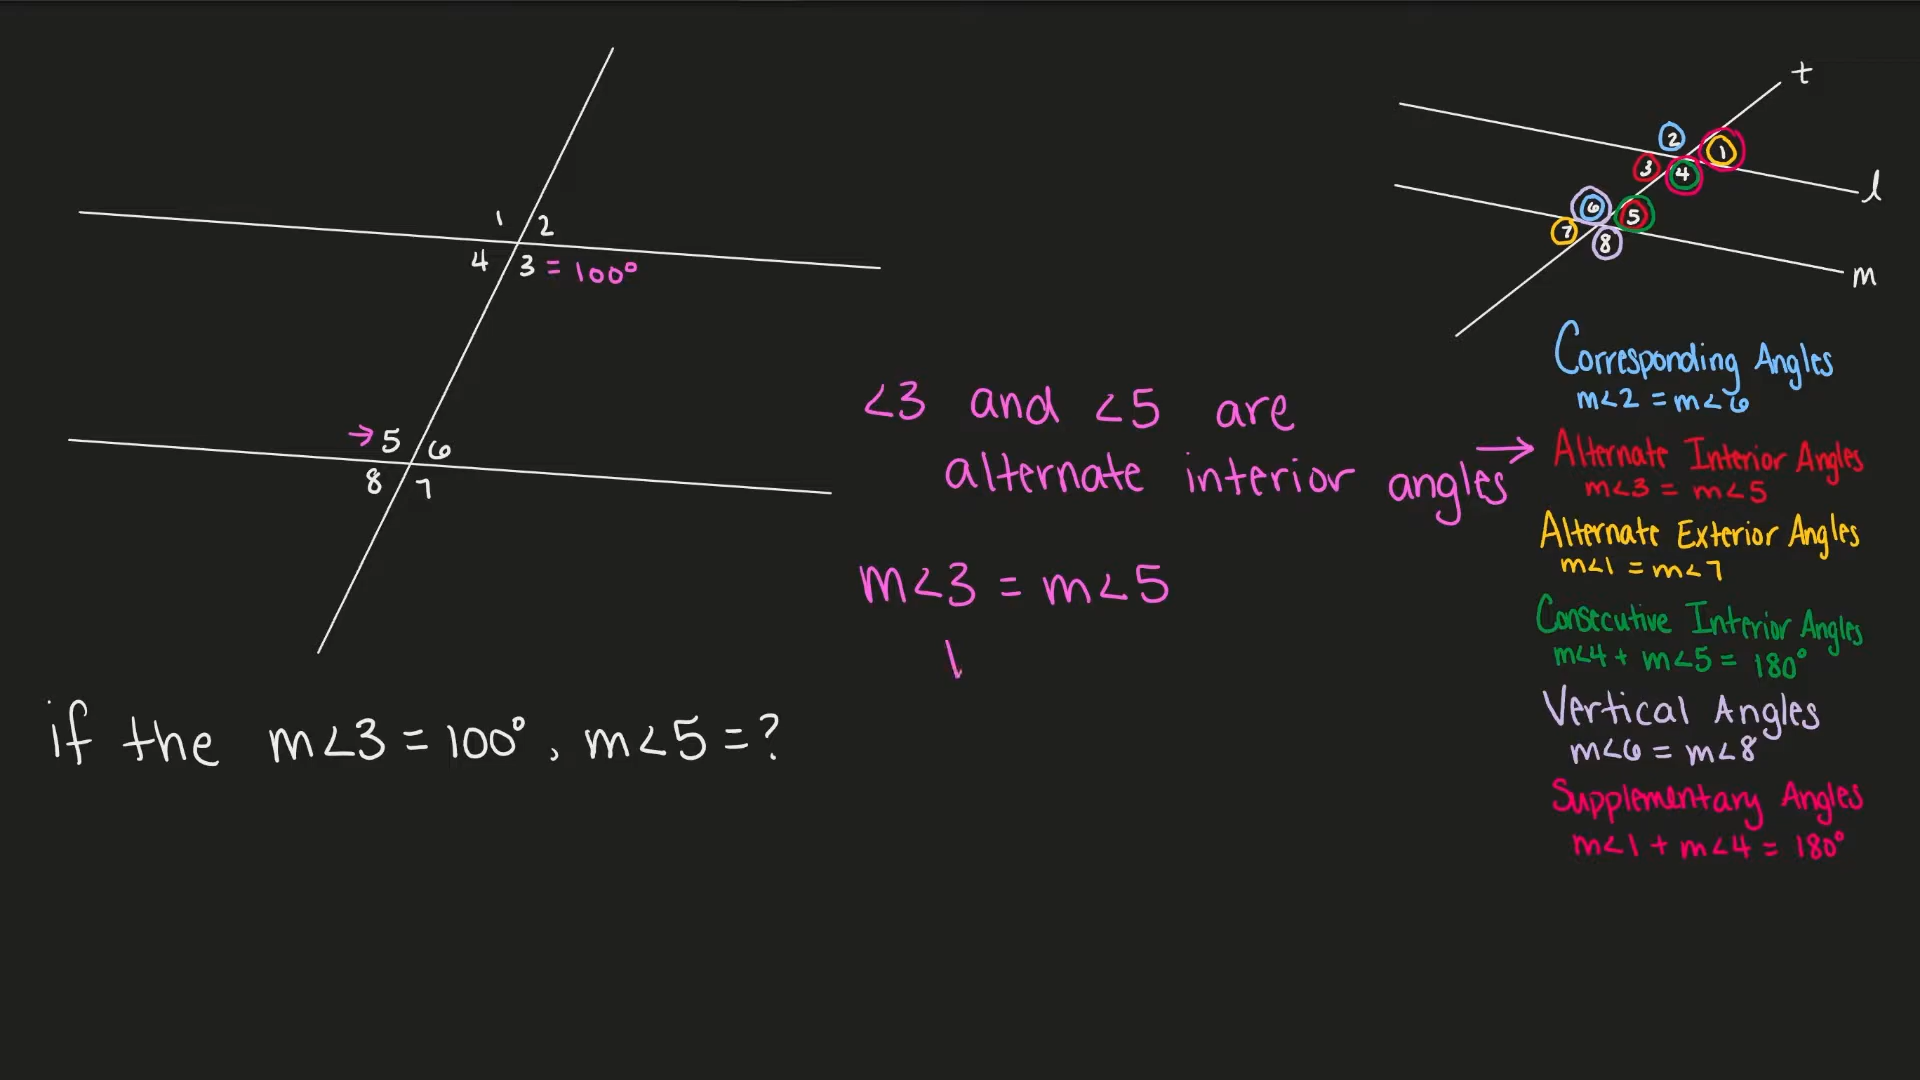 1 2
4 3 = 100°
→ 5 6
8 7
if the m∠3 = 100°, m∠5 = ?
∠3 and ∠5 are
alternate interior angles →
m∠3 = m∠5
t
2 1
3 4
l
6 5
7 8
m
Corresponding Angles
m∠2 = m∠6
Alternate Interior Angles
m∠3 = m∠5
Alternate Exterior Angles
m∠1 = m∠7
Consecutive Interior Angles
m∠4 + m∠5 = 180°
Vertical Angles
m∠6 = m∠8
Supplementary Angles
m∠1 + m∠4 = 180°